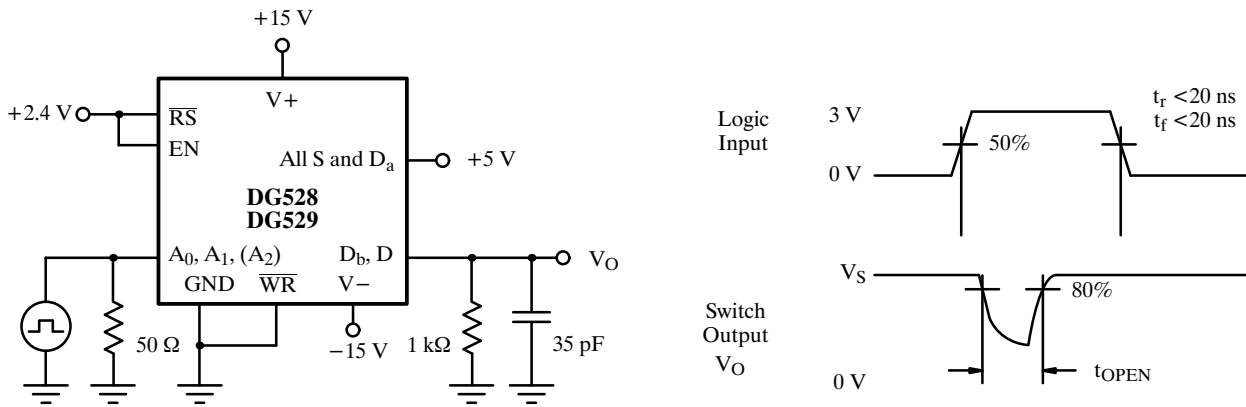 +15 V
V+
+2.4 V
RS
EN
All S and Da
+5 V
DG528
DG529
A0, A1, (A2)
Db, D
VO
GND
WR
V−
50 Ω
−15 V
1 kΩ
35 pF
Logic
Input
3 V
50%
0 V
tr <20 ns
tf <20 ns
VS
80%
Switch
Output
VO
0 V
tOPEN